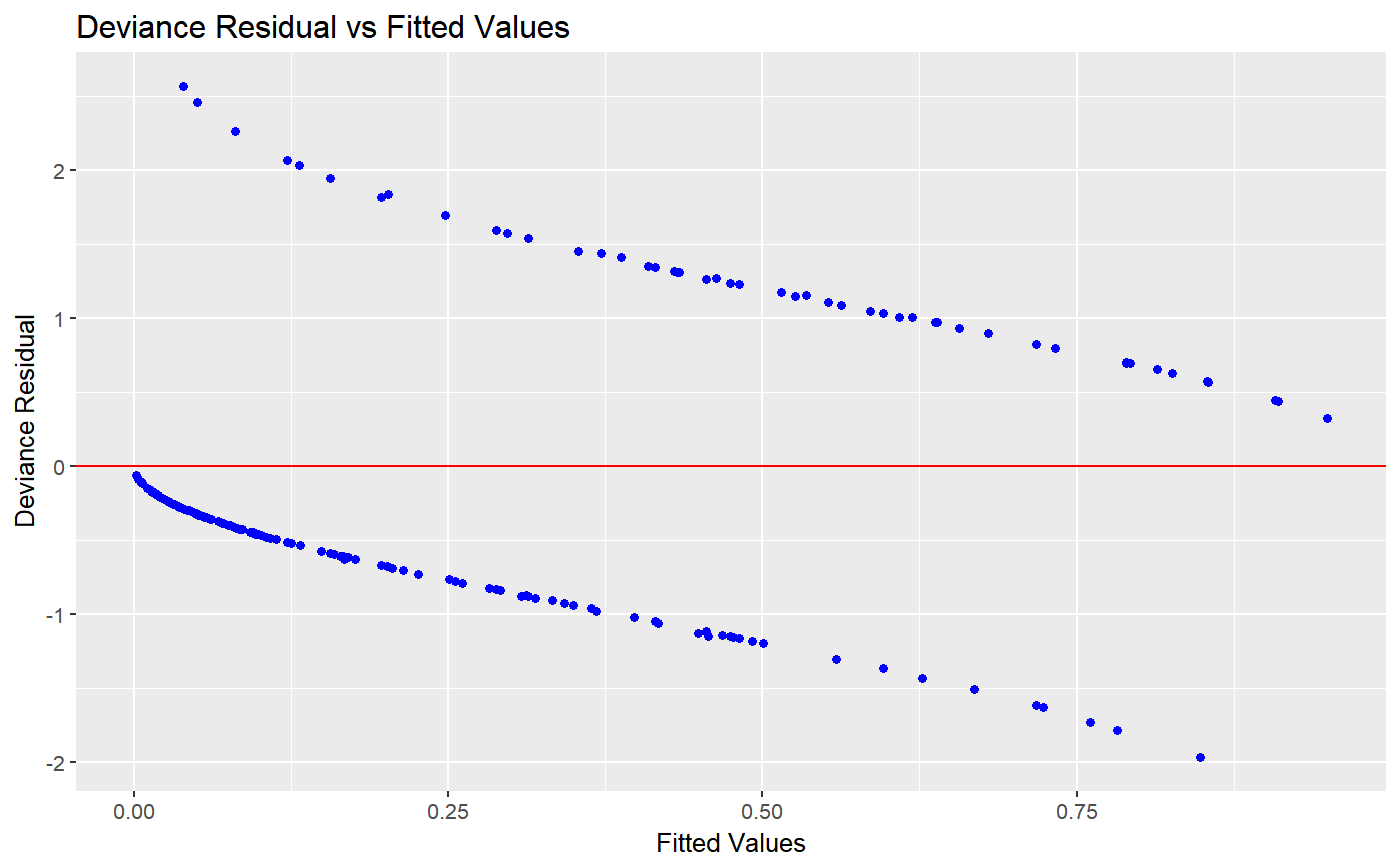 Deviance Residual vs Fitted Values
Deviance Residual
2
1
0
-1
-2
0.00 0.25 0.50 0.75
Fitted Values